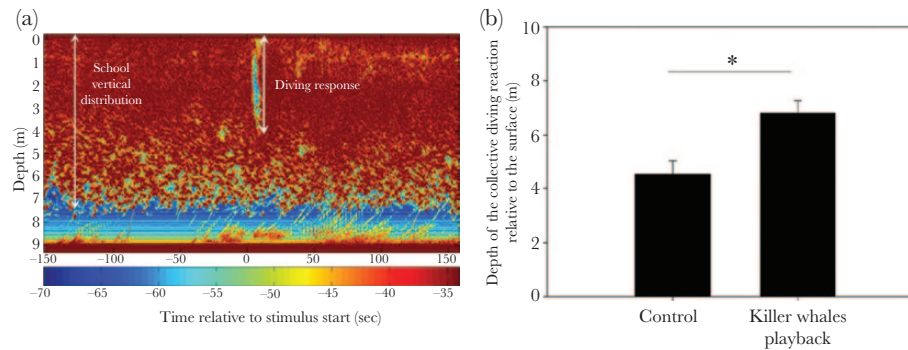 (a)
0
1
2
3
4
5
6
7
8
9
Depth (m)
School
vertical
distribution
Diving response
−150
−100
−50
0
50
100
150
−70
−65
−60
−55
−50
−45
−40
−35
Time relative to stimulus start (sec)
(b)
10
8
6
4
2
0
Depth of the collective diving reaction
relative to the surface (m)
*
Control
Killer whales
playback